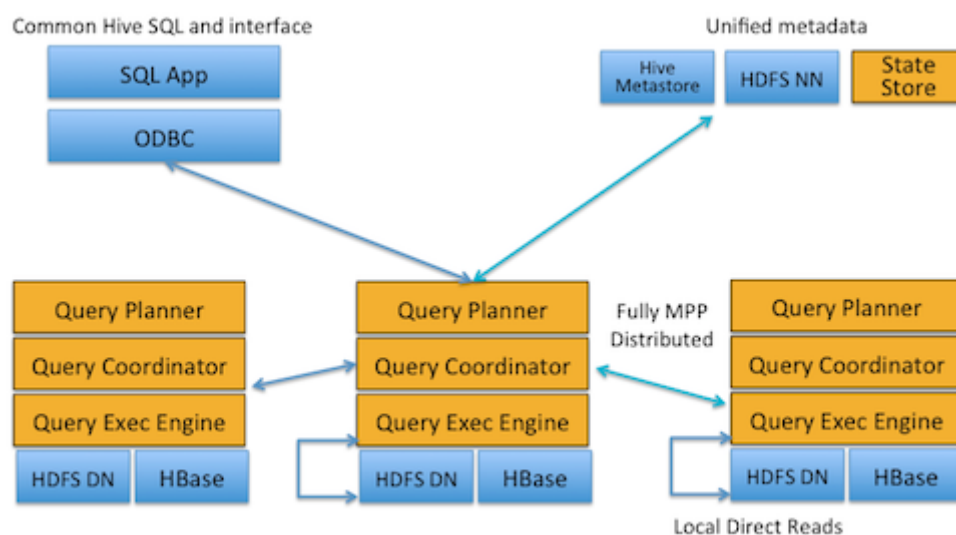 Common Hive SQL and interface
SQL App
ODBC
Unified metadata
Hive
Metastore
HDFS NN
State
Store
Query Planner
Query Coordinator
Query Exec Engine
HDFS DN
HBase
Query Planner
Query Coordinator
Query Exec Engine
HDFS DN
HBase
Fully MPP
Distributed
Query Planner
Query Coordinator
Query Exec Engine
HDFS DN
HBase
Local Direct Reads